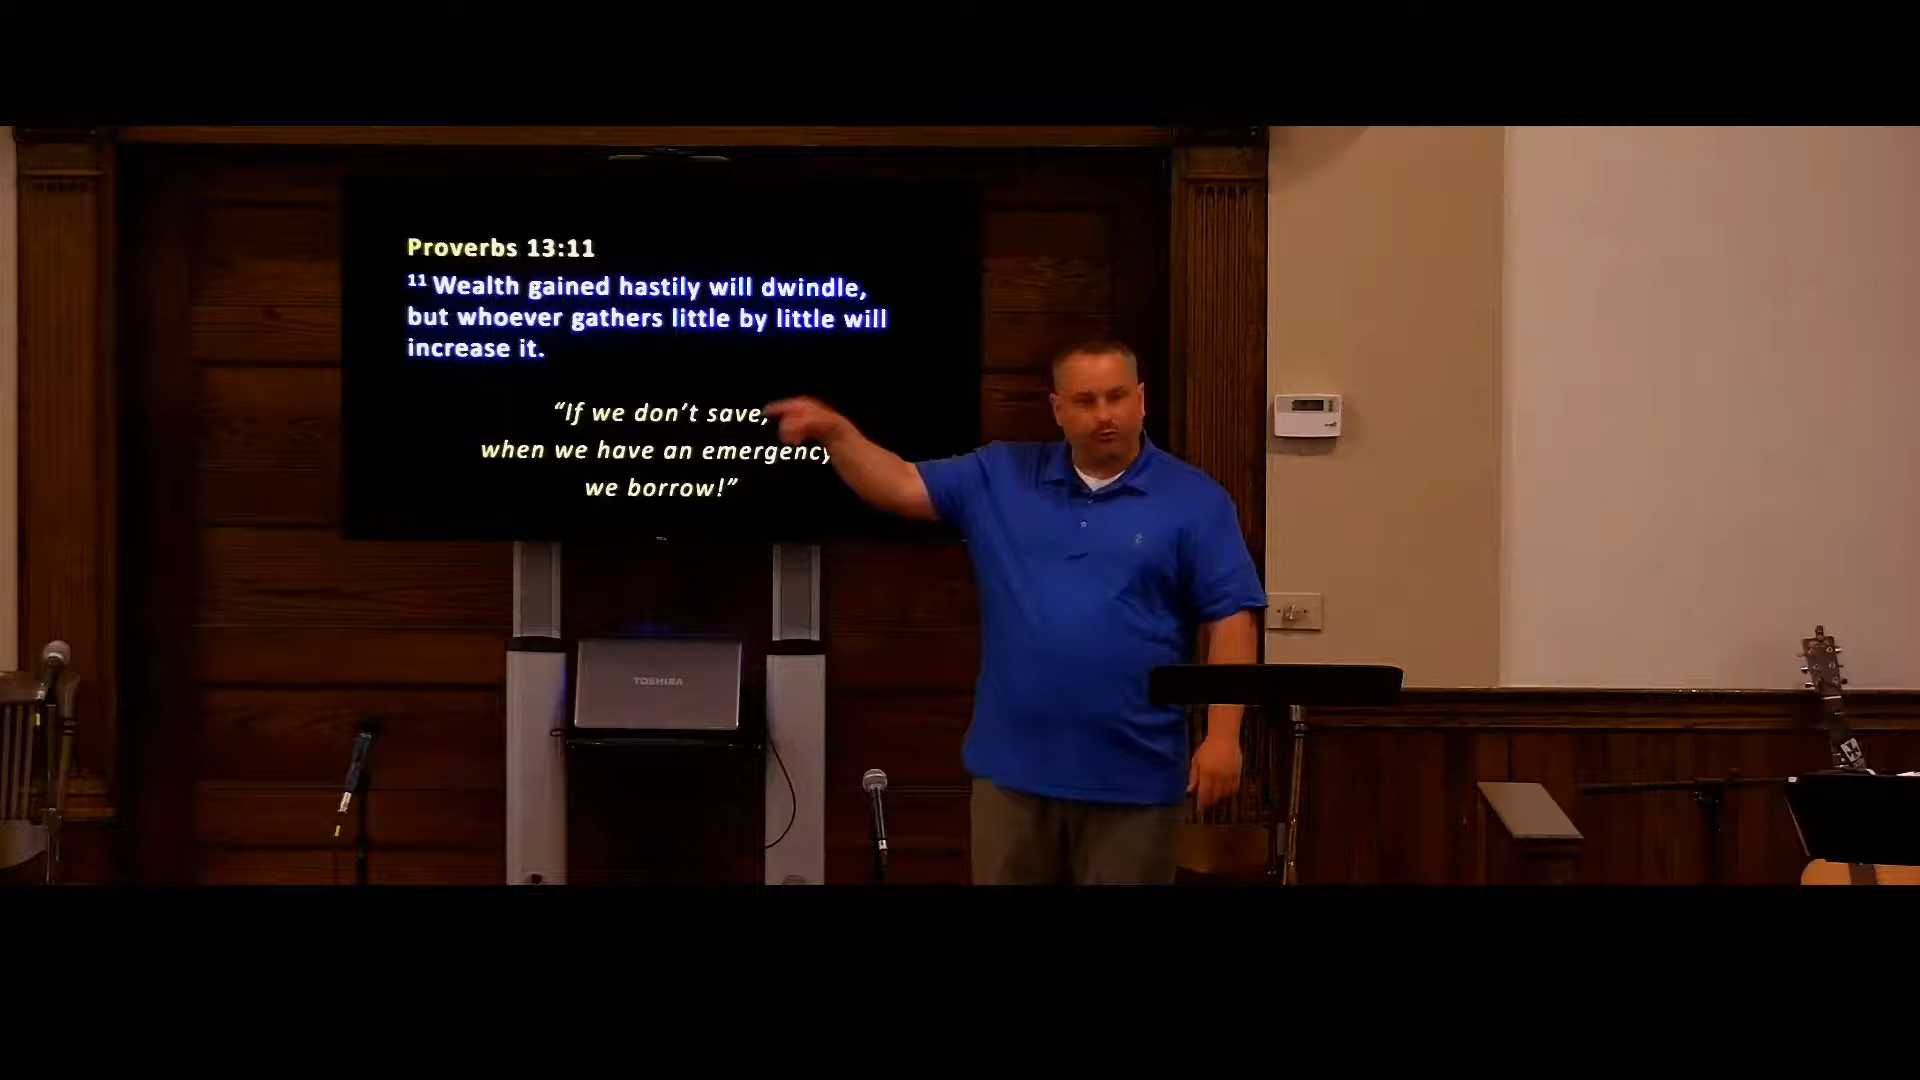 Proverbs 13:11
11 Wealth gained hastily will dwindle,
but whoever gathers little by little will
increase it.
“If we don’t save,
when we have an emergency
we borrow!”
TOSHIBA